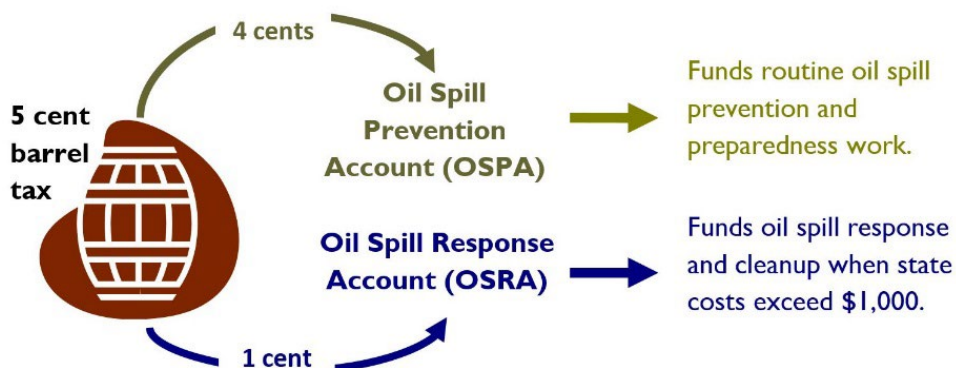 4 cents
5 cent
barrel
tax
Oil Spill
Prevention
Account (OSPA)
Funds routine oil spill
prevention and
preparedness work.
Oil Spill Response
Account (OSRA)
Funds oil spill response
and cleanup when state
costs exceed $1,000.
1 cent